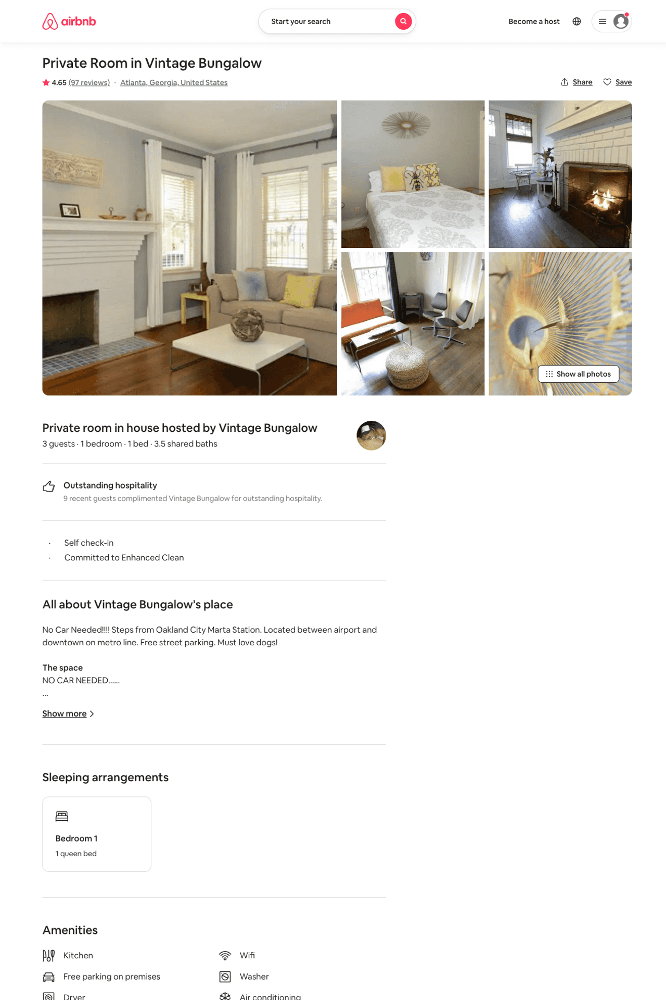 airbnb
Start your search
Become a host
Private Room in Vintage Bungalow
4.65 (97 reviews) · Atlanta, Georgia, United States
Share
Save
Show all photos
Private room in house hosted by Vintage Bungalow
3 guests · 1 bedroom · 1 bed · 3.5 shared baths
Outstanding hospitality
9 recent guests complimented Vintage Bungalow for outstanding hospitality.
· Self check-in
· Committed to Enhanced Clean
All about Vintage Bungalow’s place
No Car Needed!!!! Steps from Oakland City Marta Station. Located between airport and
downtown on metro line. Free street parking. Must love dogs!
The space
NO CAR NEEDED......
...
Show more
Sleeping arrangements
Bedroom 1
1 queen bed
Amenities
Kitchen
Wifi
Free parking on premises
Washer
Dryer
Air conditioning